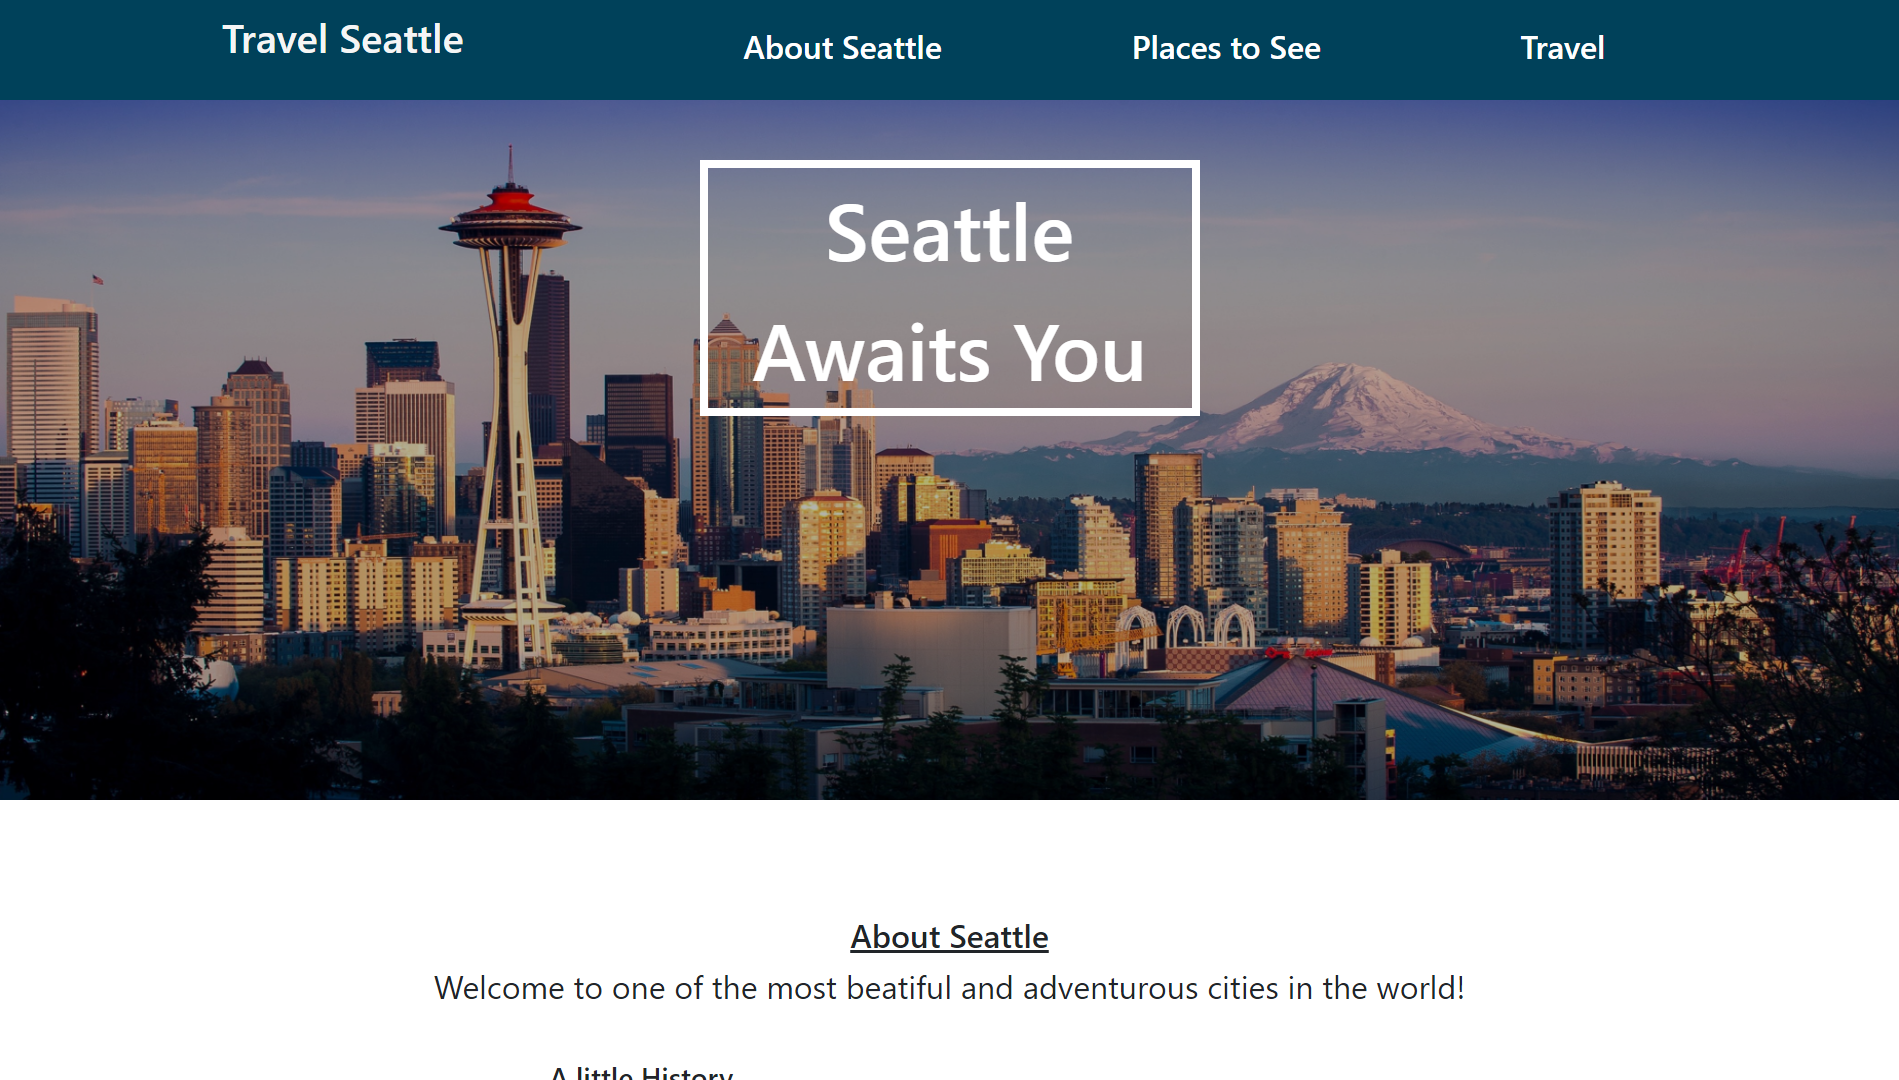 Travel Seattle
About Seattle
Places to See
Travel
Seattle
Awaits You
About Seattle
Welcome to one of the most beatiful and adventurous cities in the world!
A little History